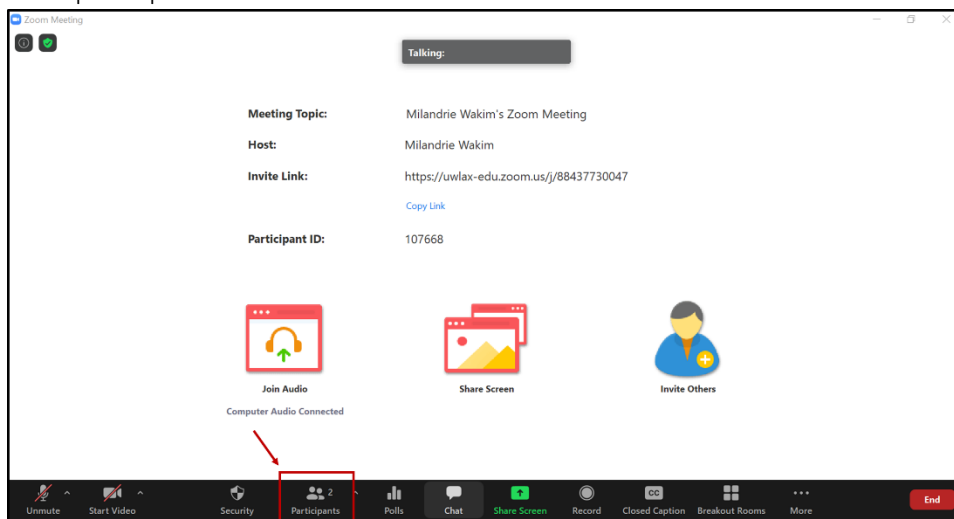 Zoom Meeting
Talking:
Meeting Topic: Milandrie Wakim's Zoom Meeting
Host: Milandrie Wakim
Invite Link: https://uwlax-edu.zoom.us/j/88437730047
Copy Link
Participant ID: 107668
Join Audio Share Screen Invite Others
Computer Audio Connected
2 CC
Unmute Start Video Security Participants Polls Chat Share Screen Record Closed Caption Breakout Rooms More End